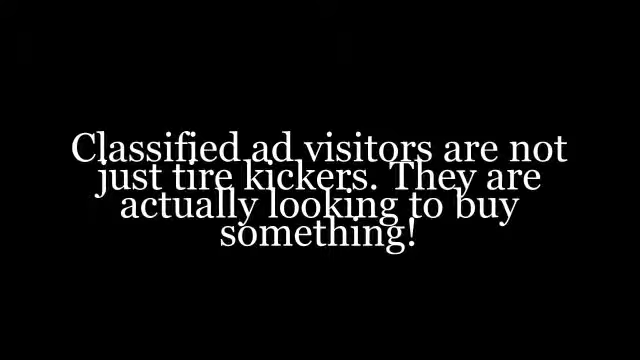 Classified ad visitors are not
just tire kickers. They are
actually looking to buy
something!